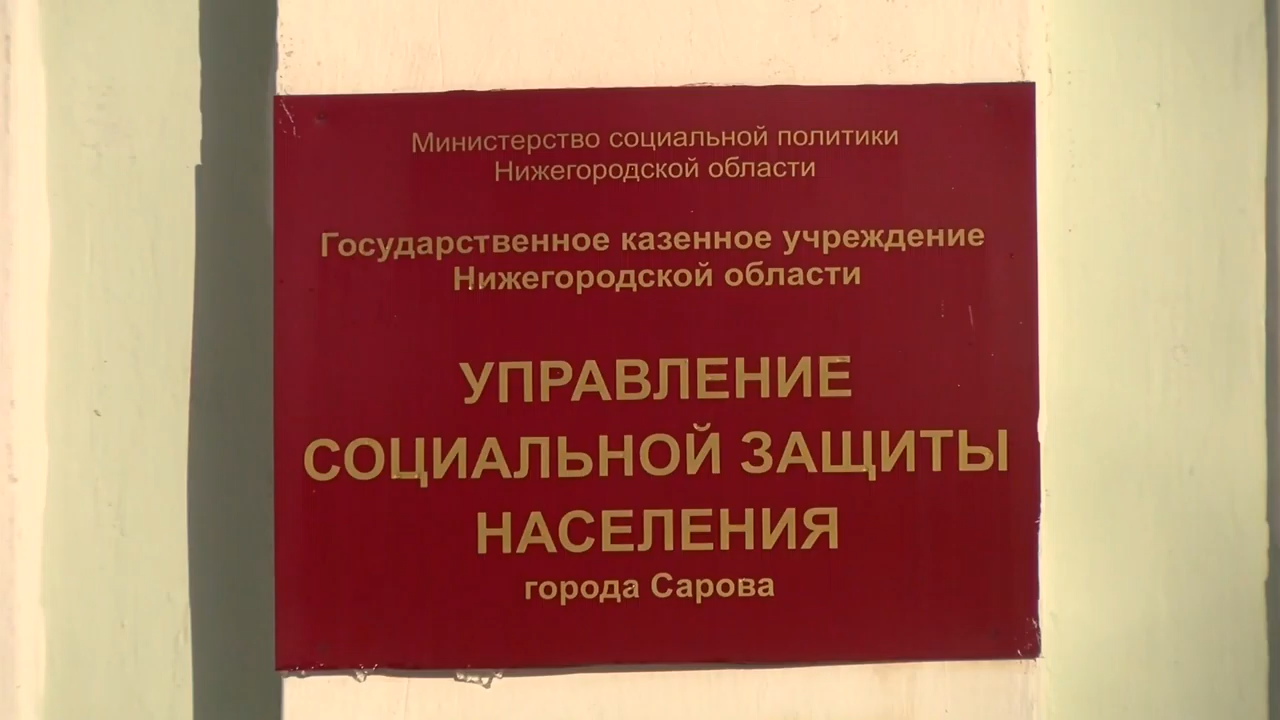 Министерство социальной политики
Нижегородской области
Государственное казенное учреждение
Нижегородской области
УПРАВЛЕНИЕ
СОЦИАЛЬНОЙ ЗАЩИТЫ
НАСЕЛЕНИЯ
города Сарова